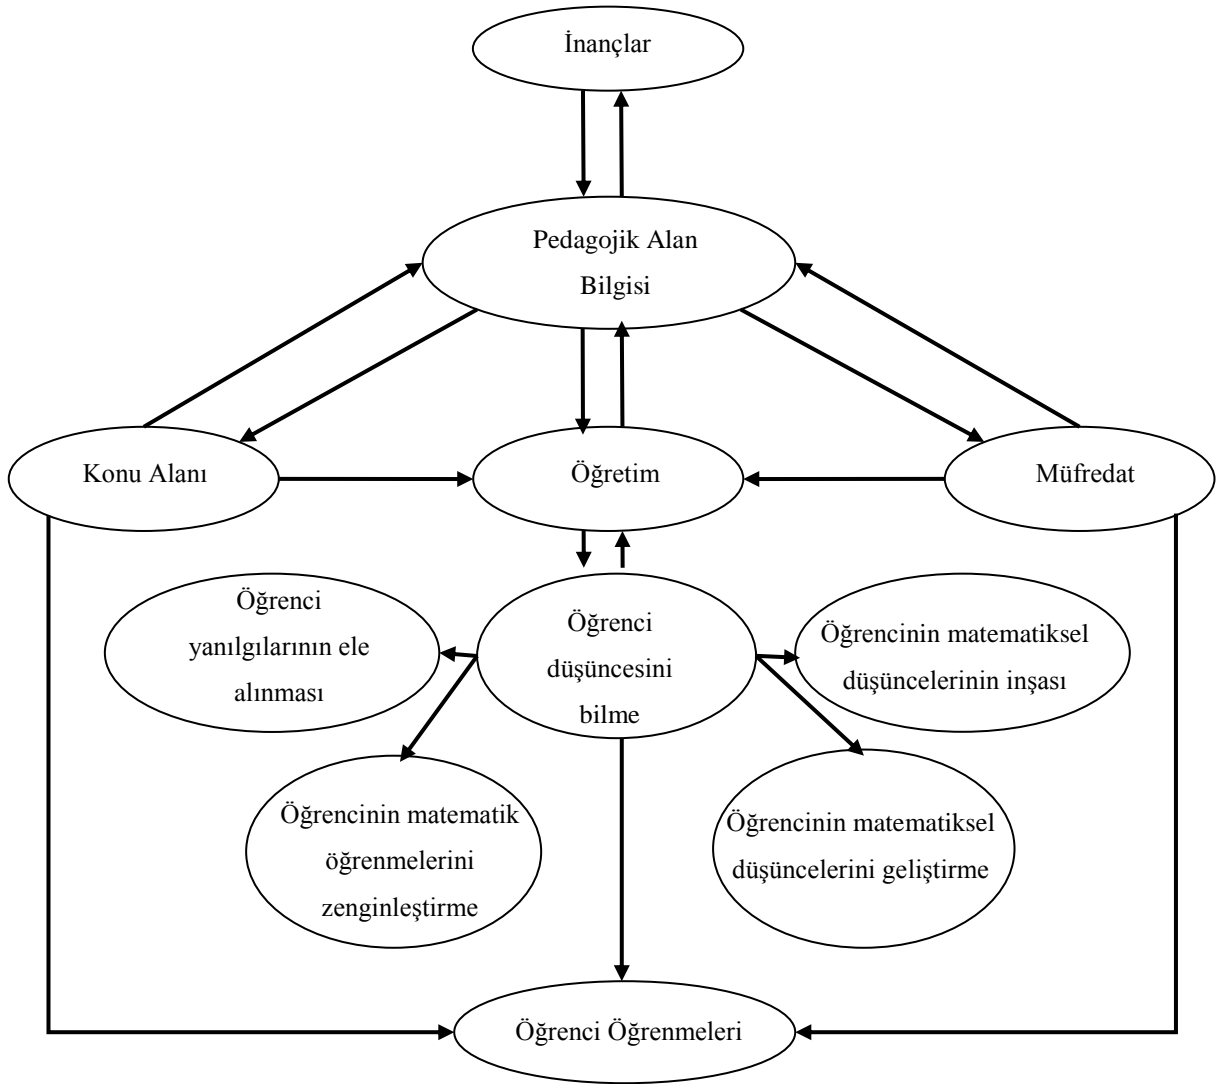 İnançlar
Pedagojik Alan
Bilgisi
Konu Alanı
Öğretim
Müfredat
Öğrenci
yanılgılarının ele
alınması
Öğrenci
düşüncesini
bilme
Öğrencinin matematiksel
düşüncelerinin inşası
Öğrencinin matematik
öğrenmelerini
zenginleştirme
Öğrencinin matematiksel
düşüncelerini geliştirme
Öğrenci Öğrenmeleri